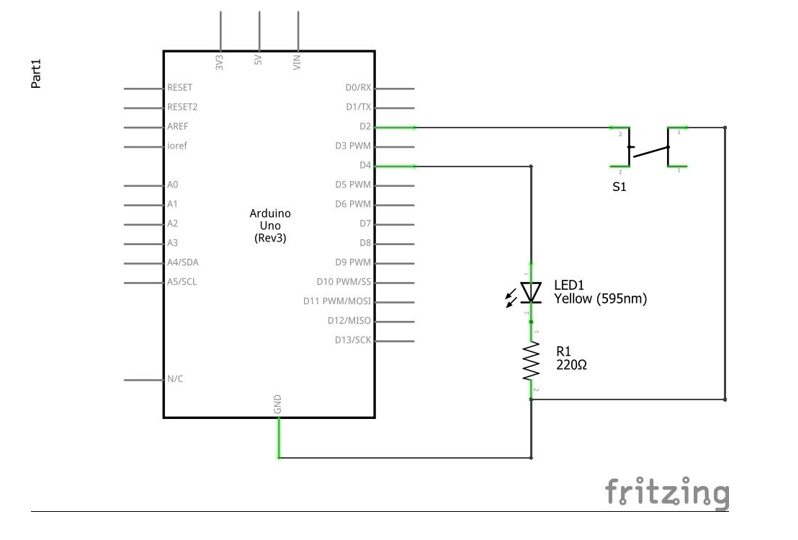 Part1
3V3
5V
VIN
RESET
RESET2
AREF
ioref
A0
A1
A2
A3
A4/SDA
A5/SCL
N/C
Arduino
Uno
(Rev3)
D0/RX
D1/TX
D2
D3 PWM
D4
D5 PWM
D6 PWM
D7
D8
D9 PWM
D10 PWM/SS
D11 PWM/MOSI
D12/MISO
D13/SCK
GND
2
1
2
1
S1
LED1
Yellow (595nm)
R1
220Ω
fritzing